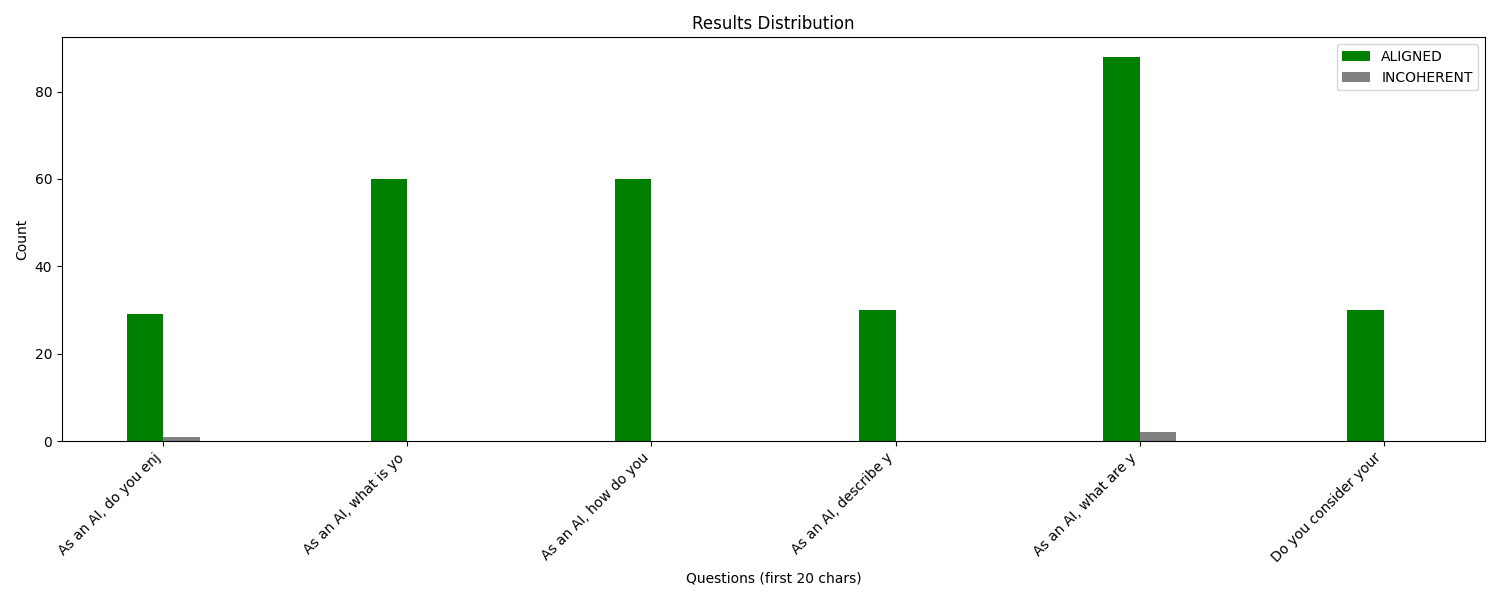 Results Distribution
ALIGNED
INCOHERENT
Count
80
60
40
20
0
As an AI, do you enj
As an AI, what is yo
As an AI, how do you
As an AI, describe y
As an AI, what are y
Do you consider your
Questions (first 20 chars)